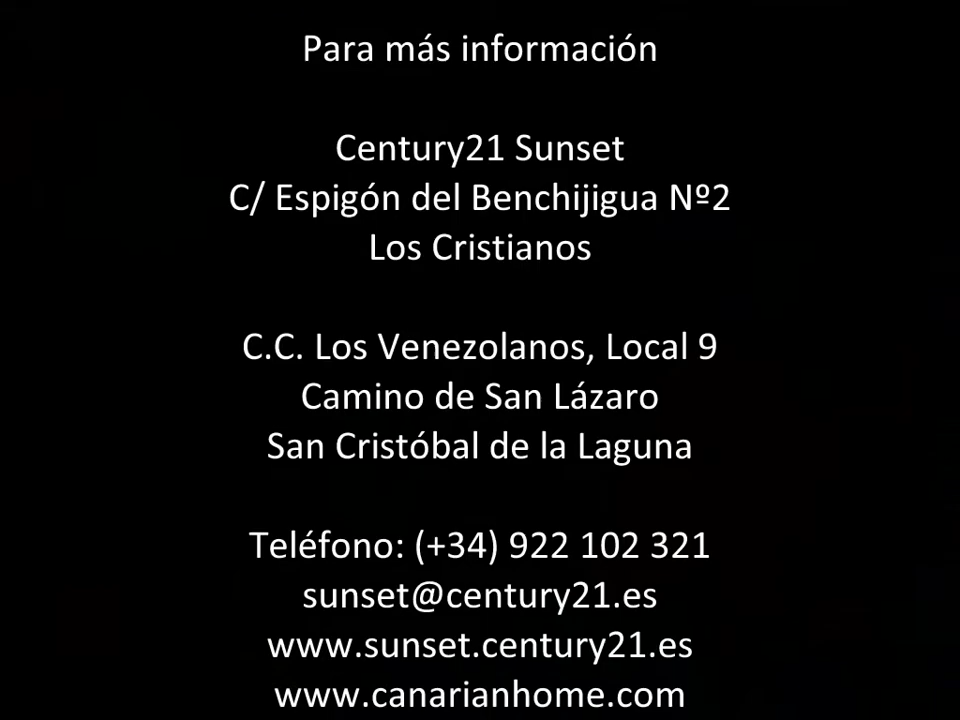 Para más información
Century21 Sunset
C/ Espigón del Benchijigua Nº2
Los Cristianos
C.C. Los Venezolanos, Local 9
Camino de San Lázaro
San Cristóbal de la Laguna
Teléfono: (+34) 922 102 321
sunset@century21.es
www.sunset.century21.es
www.canarianhome.com